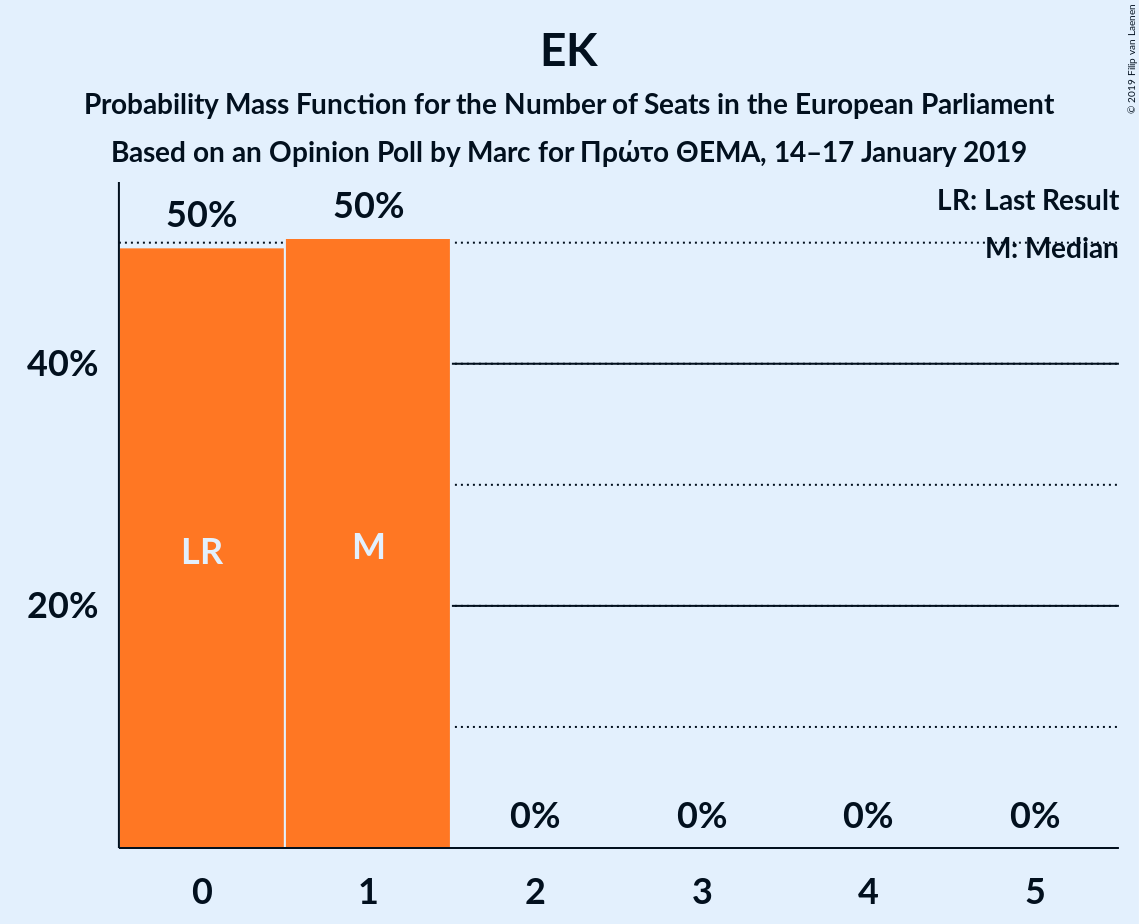 EK
Probability Mass Function for the Number of Seats in the European Parliament
Based on an Opinion Poll by Marc for Πρώτο ΘΕΜΑ, 14–17 January 2019
© 2019 Filip van Laenen
LR: Last Result
M: Median
50%
50%
40%
20%
LR
M
0%
0%
0%
0%
0
1
2
3
4
5